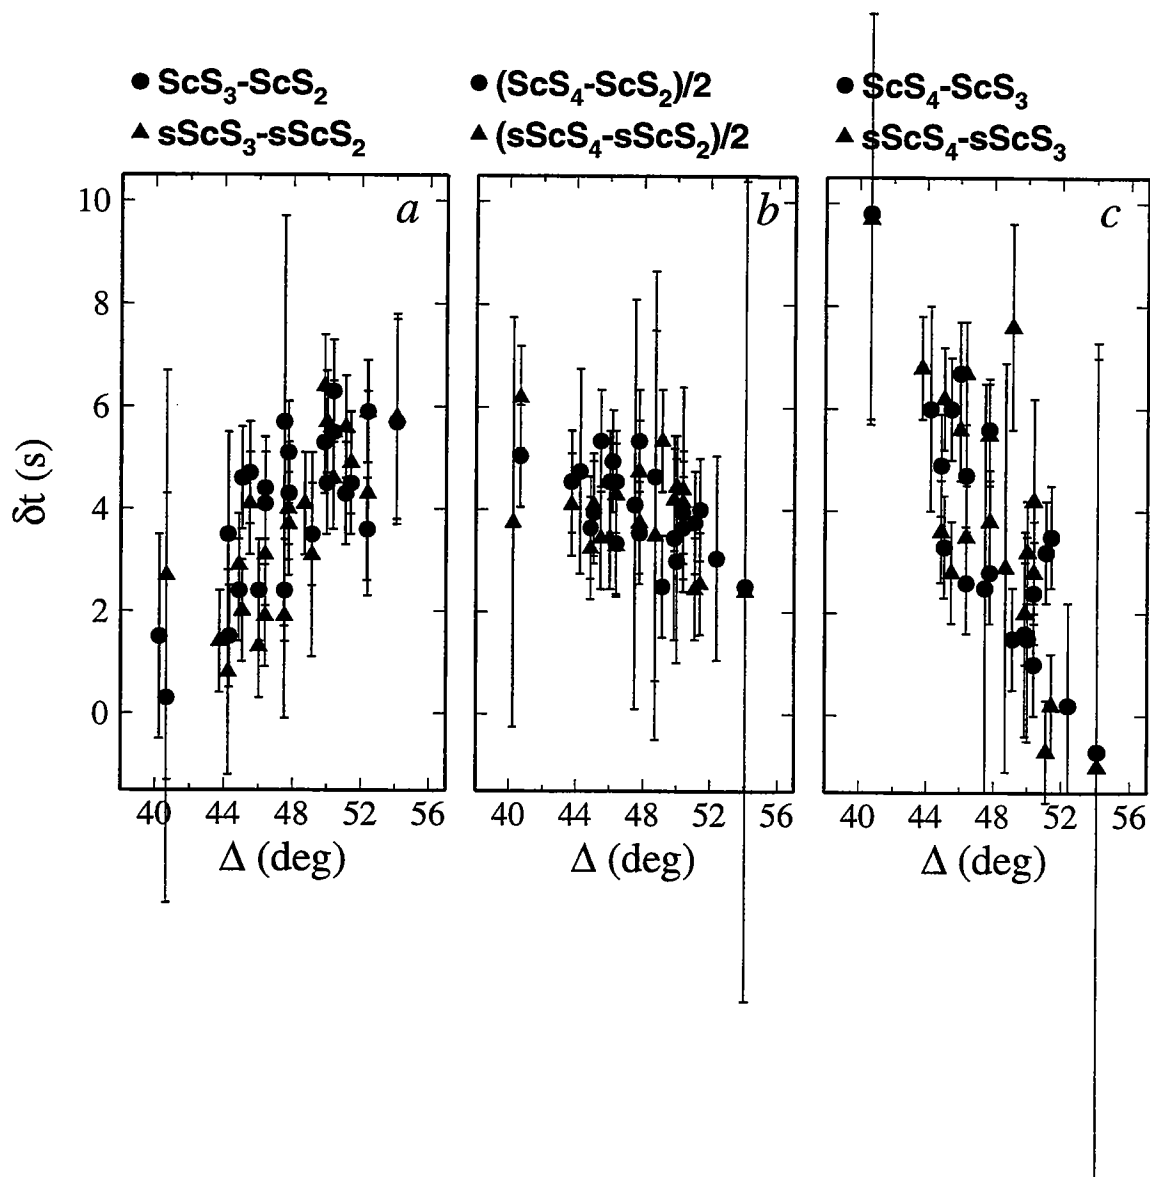 ScS3-ScS2
sScS3-sScS2
(ScS4-ScS2)/2
(sScS4-sScS2)/2
ScS4-ScS3
sScS4-sScS3
a
b
c
10
8
6
4
2
0
δt (s)
40 44 48 52 56
40 44 48 52 56
40 44 48 52 56
Δ (deg)
Δ (deg)
Δ (deg)